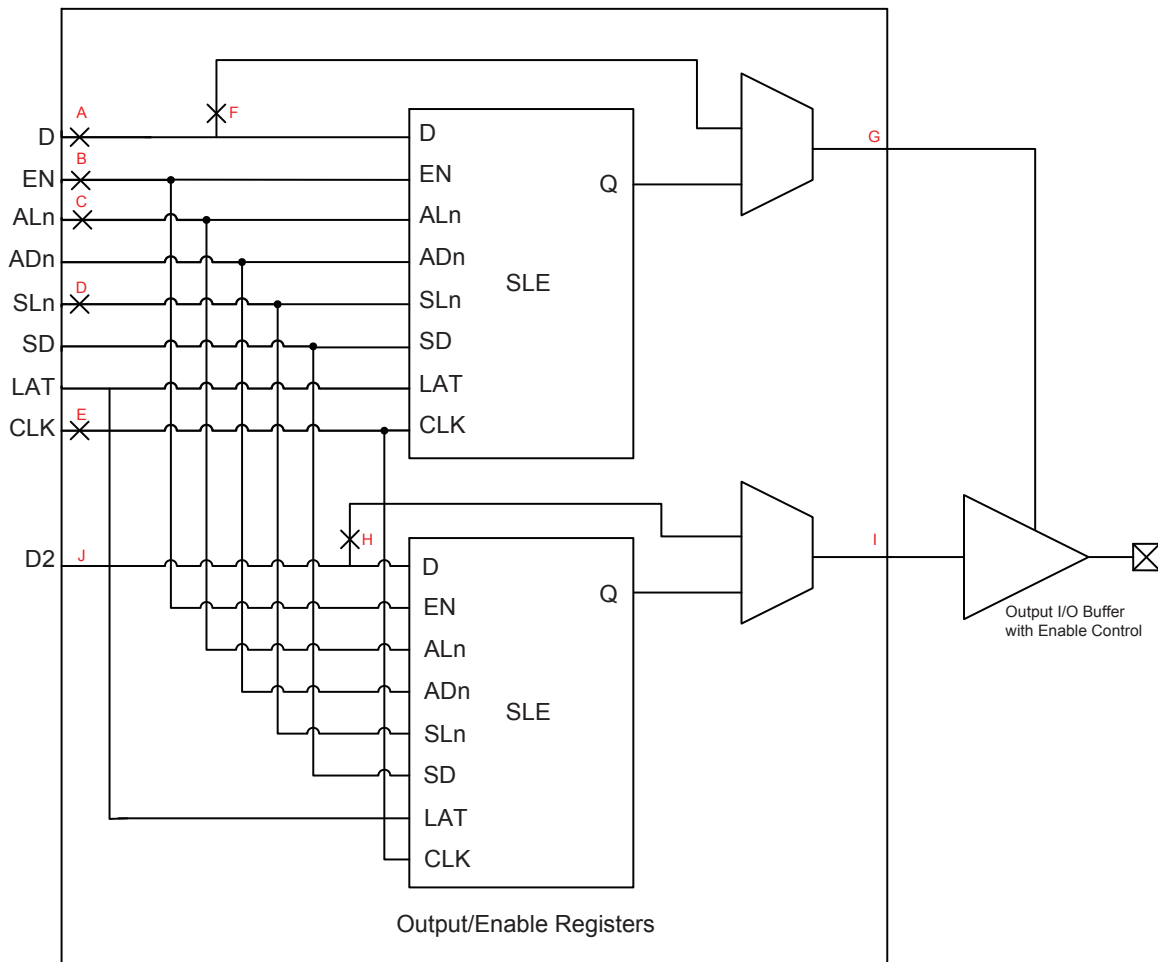 A
F
D
D
G
B
EN
EN
Q
C
ALn
ALn
ADn
ADn
SLE
D
SLn
SLn
SD
SD
LAT
LAT
E
CLK
CLK
H
I
J
D2
D
Q
EN
Output I/O Buffer
with Enable Control
ALn
ADn
SLE
SLn
SD
LAT
CLK
Output/Enable Registers